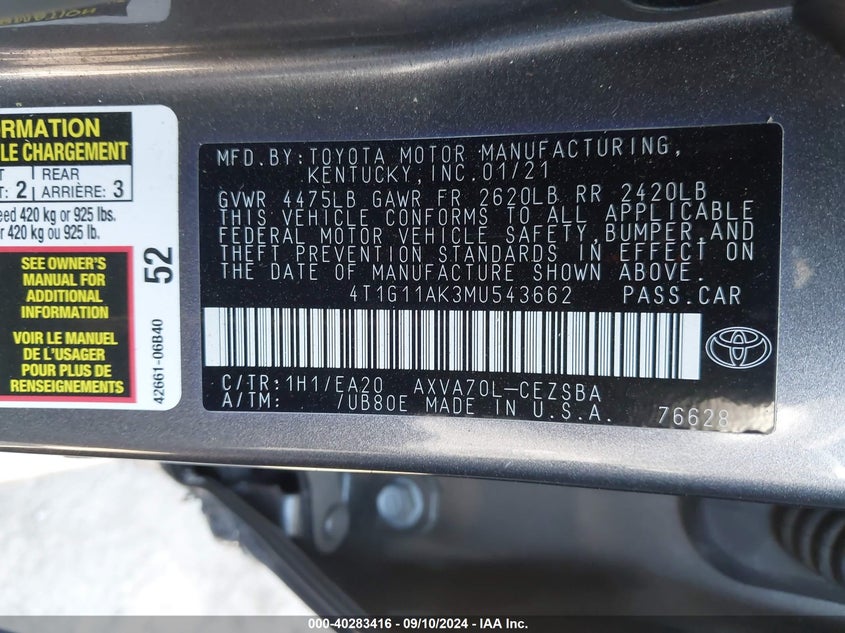 RMATION
LE CHARGEMENT
T 2 REAR ARRIÈRE: 3
eed 420 kg or 925 lbs.
r 420 kg ou 925 lb.
SEE OWNER'S
MANUAL FOR
ADDITIONAL
INFORMATION
VOIR LE MANUEL
DE L'USAGER
POUR PLUS DE
RENSEIGNEMENTS
52
42661-06B40
MFD.BY:TOYOTA MOTOR MANUFACTURING,
KENTUCKY,INC.01/21
GVWR 4475LB GAWR FR 2620LB RR 2420LB
THIS VEHICLE CONFORMS TO ALL APPLICABLE
FEDERAL MOTOR VEHICLE SAFETY,BUMPER,AND
THEFT PREVENTION STANDARDS IN EFFECT ON
THE DATE OF MANUFACTURE SHOWN ABOVE.
4T1G11AK3MU543662 PASS.CAR
C/TR:1H1/EA20 AXVA70L-CEZSBA
A/TM: /UB80E MADE IN U.S.A. 76628
000-40283416 - 09/10/2024 - IAA Inc.